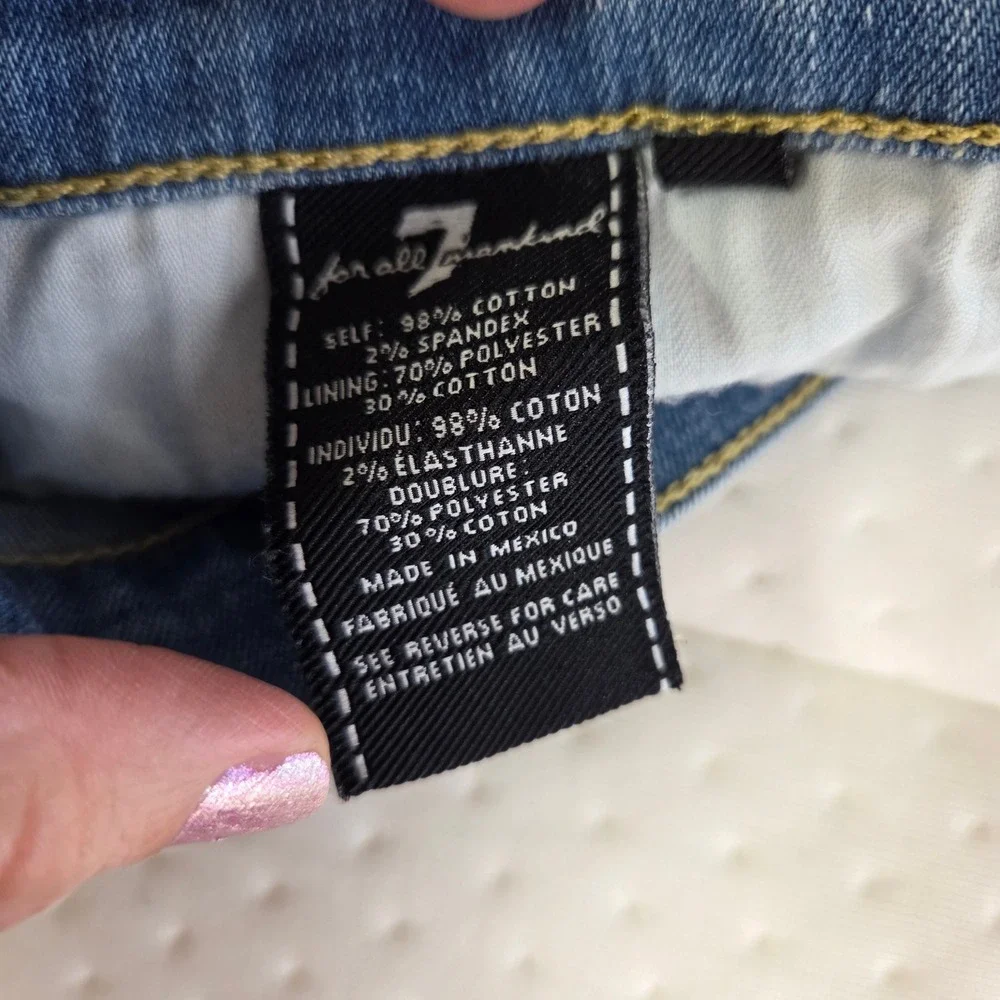 for all 7 mankind
SELF: 98% COTTON
2% SPANDEX
LINING: 70% POLYESTER
30% COTTON
INDIVIDU: 98% COTON
2% ÉLASTHANNE
DOUBLURE:
70% POLYESTER
30% COTON
MADE IN MEXICO
FABRIQUÉ AU MEXIQUE
SEE REVERSE FOR CARE
ENTRETIEN AU VERSO